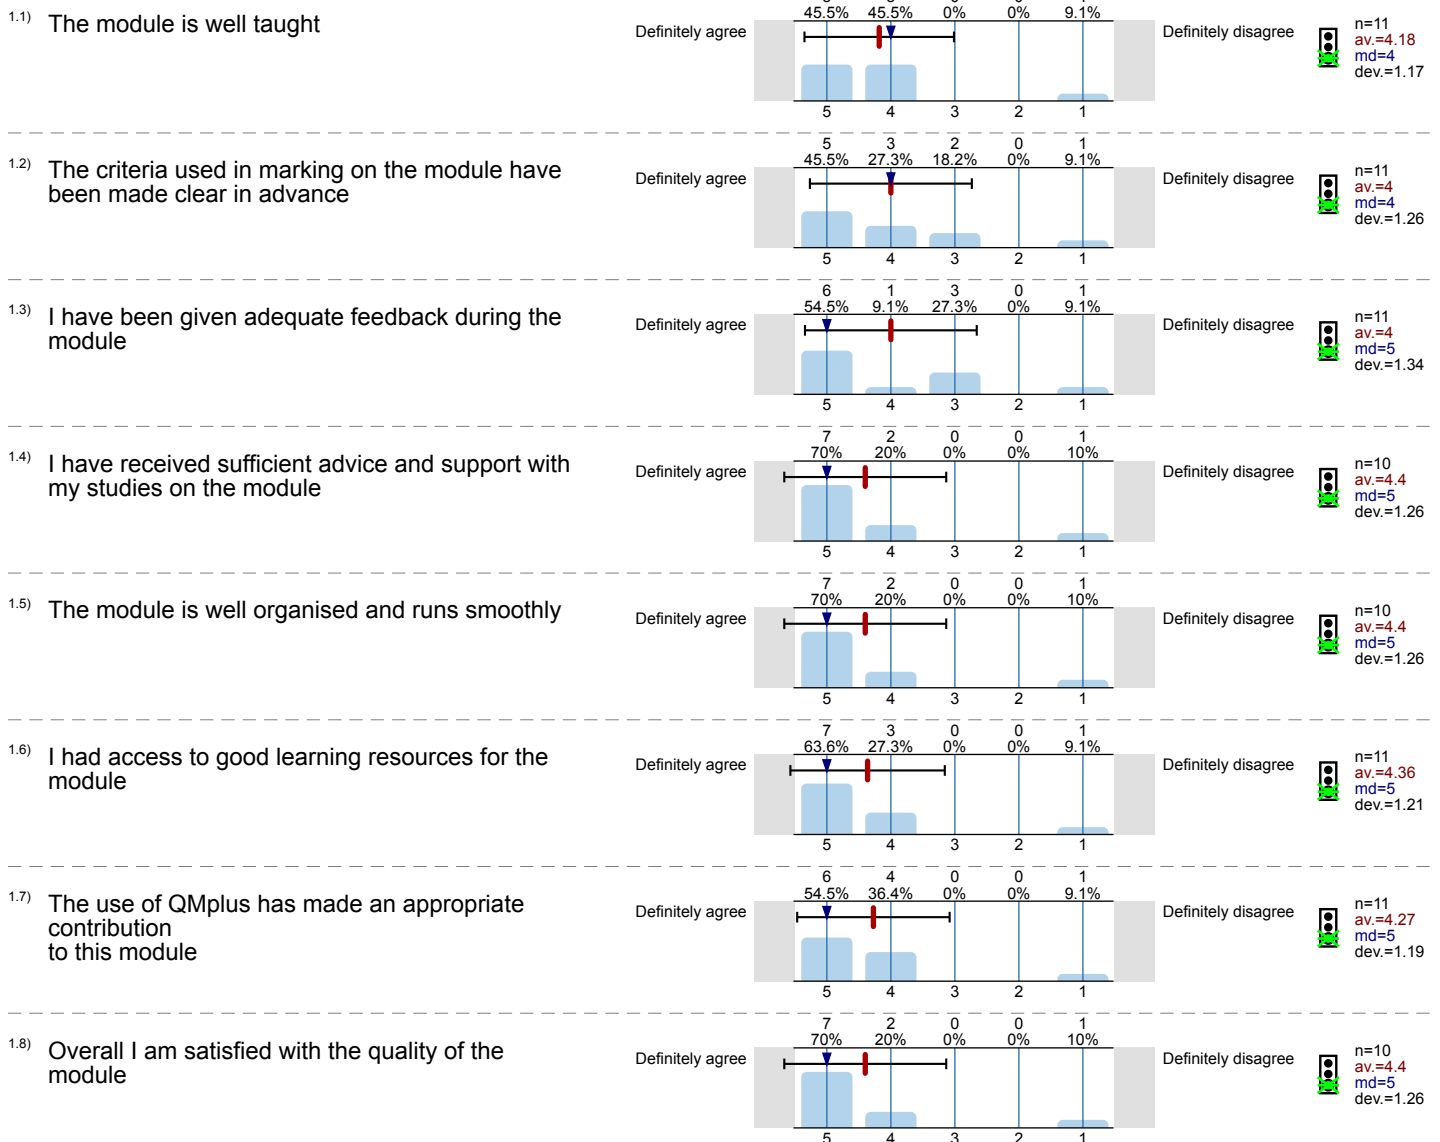 45.5% 45.5% 0% 0% 9.1%
1.1) The module is well taught
Definitely agree
Definitely disagree
n=11
av.=4.18
md=4
dev.=1.17
5 4 3 2 1
5 3 2 0 1
45.5% 27.3% 18.2% 0% 9.1%
1.2) The criteria used in marking on the module have
been made clear in advance
Definitely agree
Definitely disagree
n=11
av.=4
md=4
dev.=1.26
5 4 3 2 1
6 1 3 0 1
54.5% 9.1% 27.3% 0% 9.1%
1.3) I have been given adequate feedback during the
module
Definitely agree
Definitely disagree
n=11
av.=4
md=5
dev.=1.34
5 4 3 2 1
7 2 0 0 1
70% 20% 0% 0% 10%
1.4) I have received sufficient advice and support with
my studies on the module
Definitely agree
Definitely disagree
n=10
av.=4.4
md=5
dev.=1.26
5 4 3 2 1
7 2 0 0 1
70% 20% 0% 0% 10%
1.5) The module is well organised and runs smoothly
Definitely agree
Definitely disagree
n=10
av.=4.4
md=5
dev.=1.26
5 4 3 2 1
7 3 0 0 1
63.6% 27.3% 0% 0% 9.1%
1.6) I had access to good learning resources for the
module
Definitely agree
Definitely disagree
n=11
av.=4.36
md=5
dev.=1.21
5 4 3 2 1
6 4 0 0 1
54.5% 36.4% 0% 0% 9.1%
1.7) The use of QMplus has made an appropriate
contribution
to this module
Definitely agree
Definitely disagree
n=11
av.=4.27
md=5
dev.=1.19
5 4 3 2 1
7 2 0 0 1
70% 20% 0% 0% 10%
1.8) Overall I am satisfied with the quality of the
module
Definitely agree
Definitely disagree
n=10
av.=4.4
md=5
dev.=1.26
5 4 3 2 1